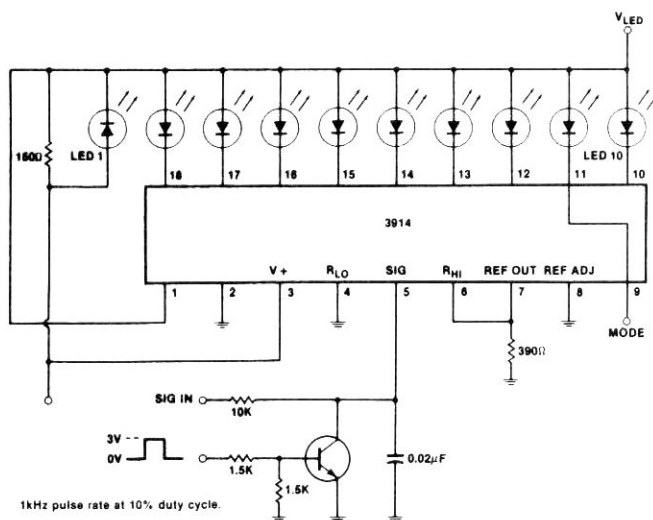 VLED
150Ω
LED 1
LED 10
18 17 16 15 14 13 12 11 10
3914
V + RLO SIG RHI REF OUT REF ADJ
1 2 3 4 5 6 7 8 9
MODE
390Ω
SIG IN
10K
3V
0V
1.5K
0.02μF
1.5K
1kHz pulse rate at 10% duty cycle.